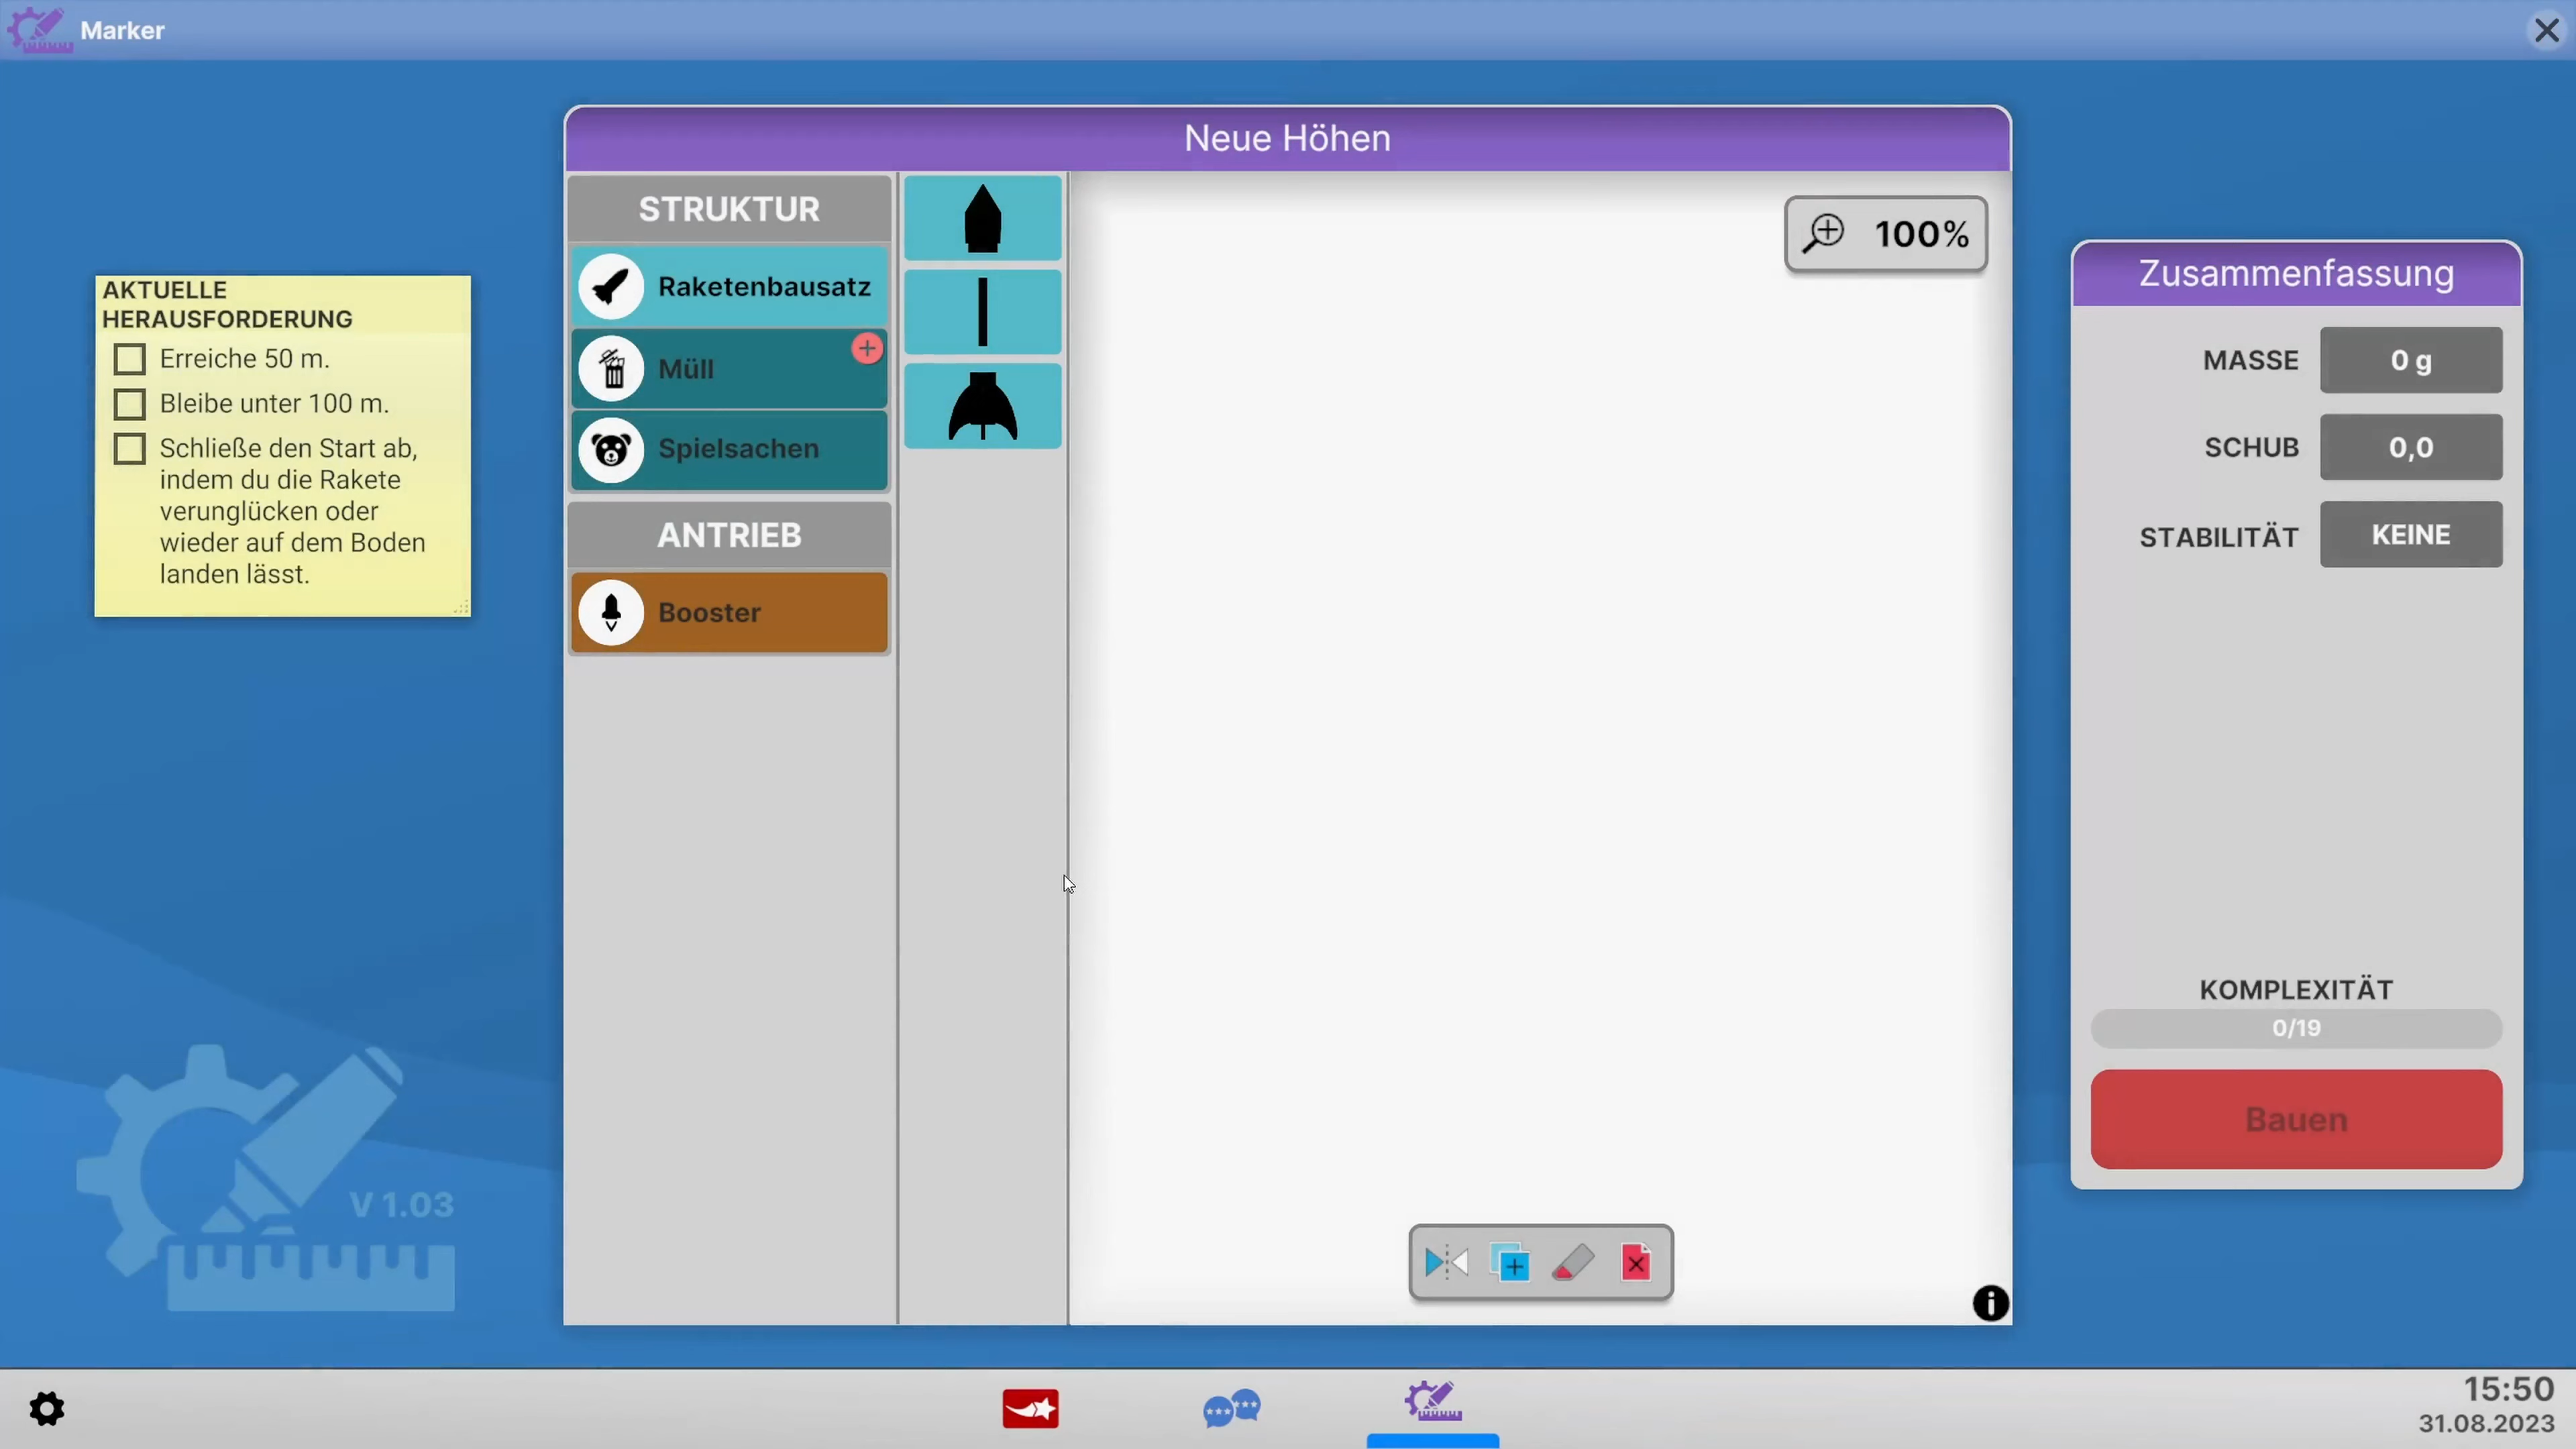 Marker
Neue Höhen
STRUKTUR
Raketenbausatz
Müll
Spielsachen
ANTRIEB
Booster
100%
AKTUELLE
HERAUSFORDERUNG
Erreiche 50 m.
Bleibe unter 100 m.
Schließe den Start ab,
indem du die Rakete
verunglücken oder
wieder auf dem Boden
landen lässt.
Zusammenfassung
MASSE 0 g
SCHUB 0,0
STABILITÄT KEINE
KOMPLEXITÄT
0/19
Bauen
V 1.03
15:50
31.08.2023